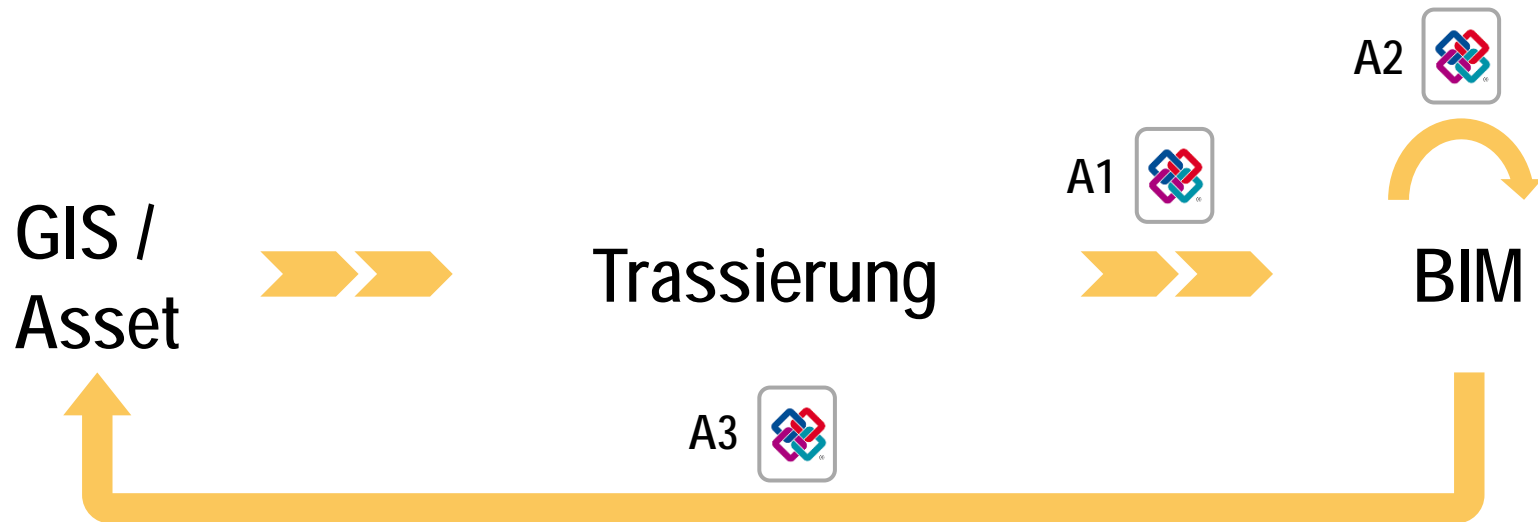 A2
A1
GIS /
Asset
Trassierung
BIM
A3